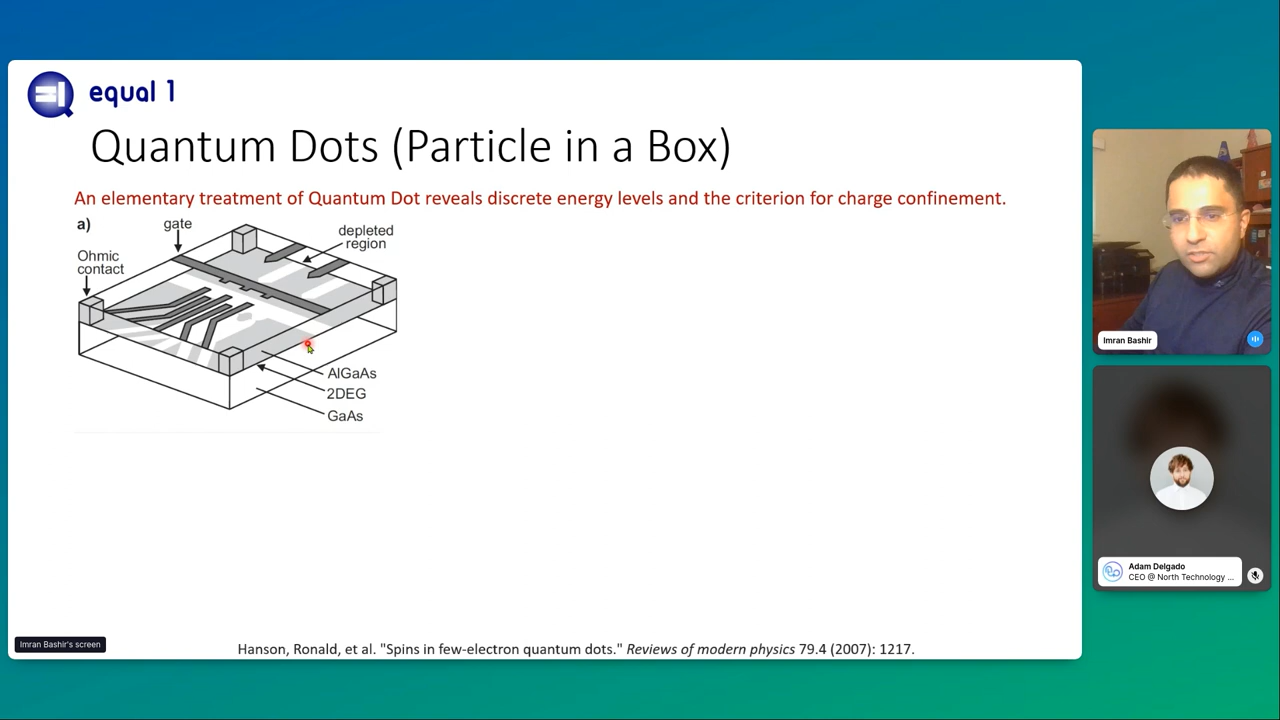 equal 1
Quantum Dots (Particle in a Box)
An elementary treatment of Quantum Dot reveals discrete energy levels and the criterion for charge confinement.
a)
gate
depleted
region
Ohmic
contact
AlGaAs
2DEG
GaAs
Imran Bashir
Adam Delgado
CEO @ North Technology ...
Imran Bashir's screen
Hanson, Ronald, et al. "Spins in few-electron quantum dots." Reviews of modern physics 79.4 (2007): 1217.